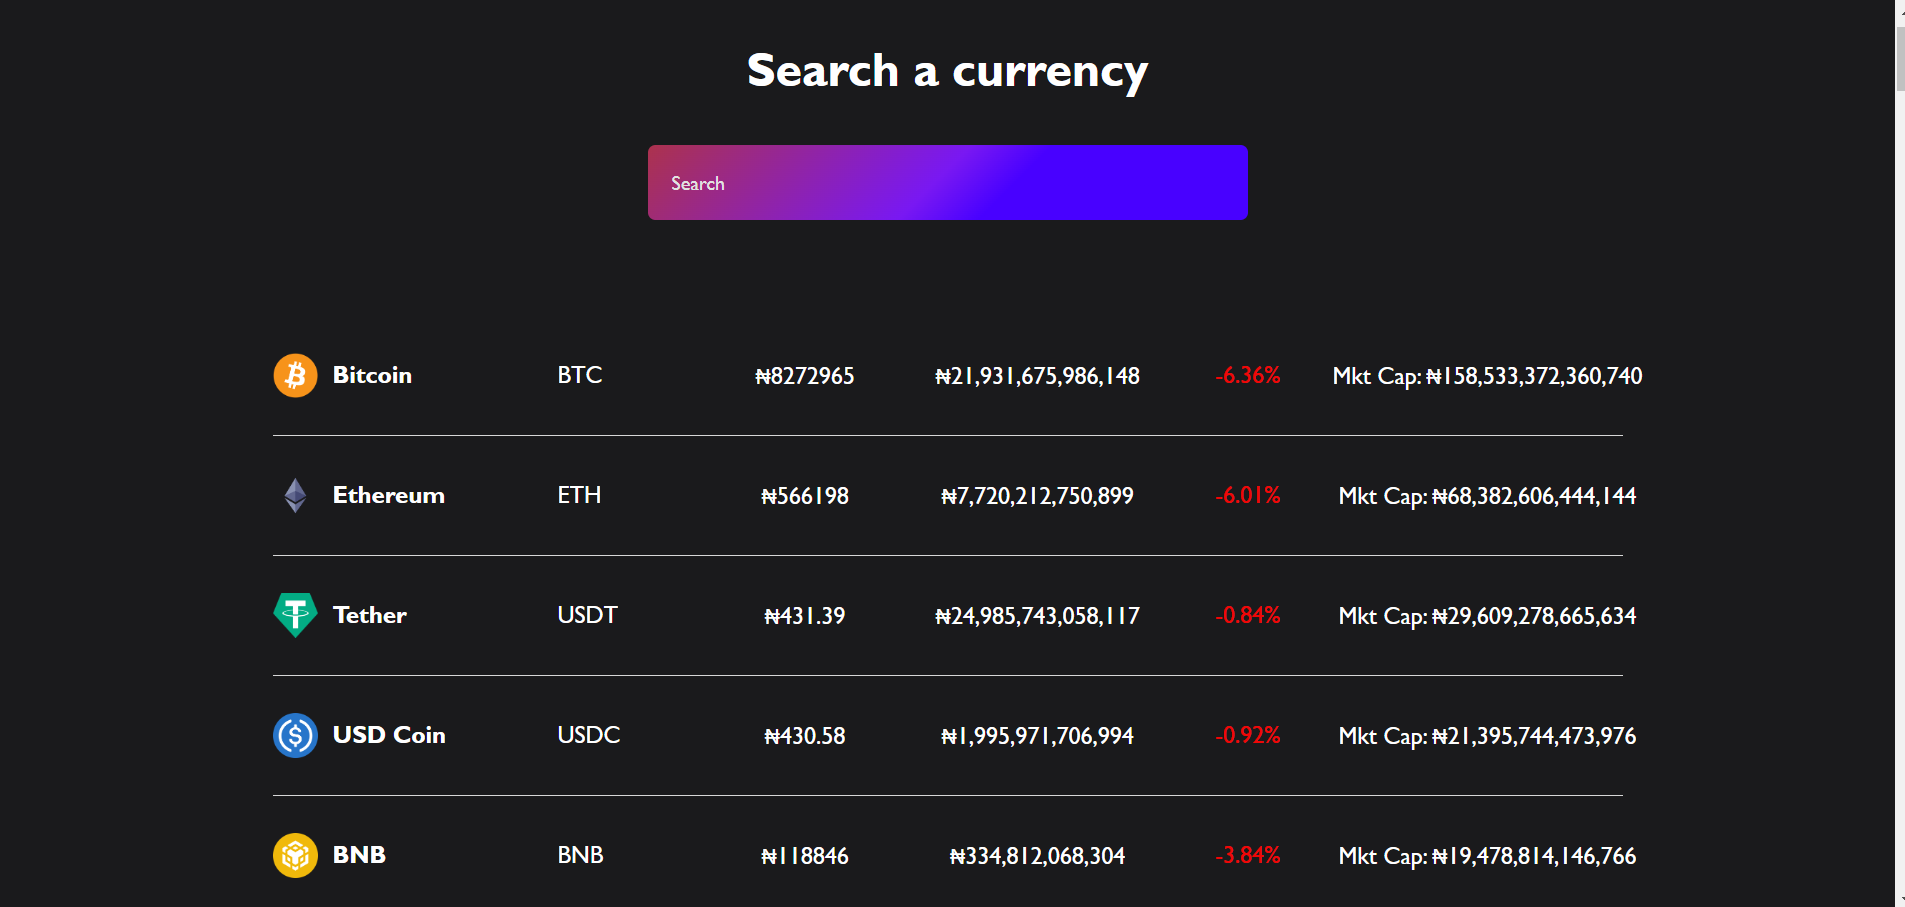 Search a currency
Search
Bitcoin BTC ₦8272965 ₦21,931,675,986,148 -6.36% Mkt Cap: ₦158,533,372,360,740
Ethereum ETH ₦566198 ₦7,720,212,750,899 -6.01% Mkt Cap: ₦68,382,606,444,144
Tether USDT ₦431.39 ₦24,985,743,058,117 -0.84% Mkt Cap: ₦29,609,278,665,634
USD Coin USDC ₦430.58 ₦1,995,971,706,994 -0.92% Mkt Cap: ₦21,395,744,473,976
BNB BNB ₦118846 ₦334,812,068,304 -3.84% Mkt Cap: ₦19,478,814,146,766